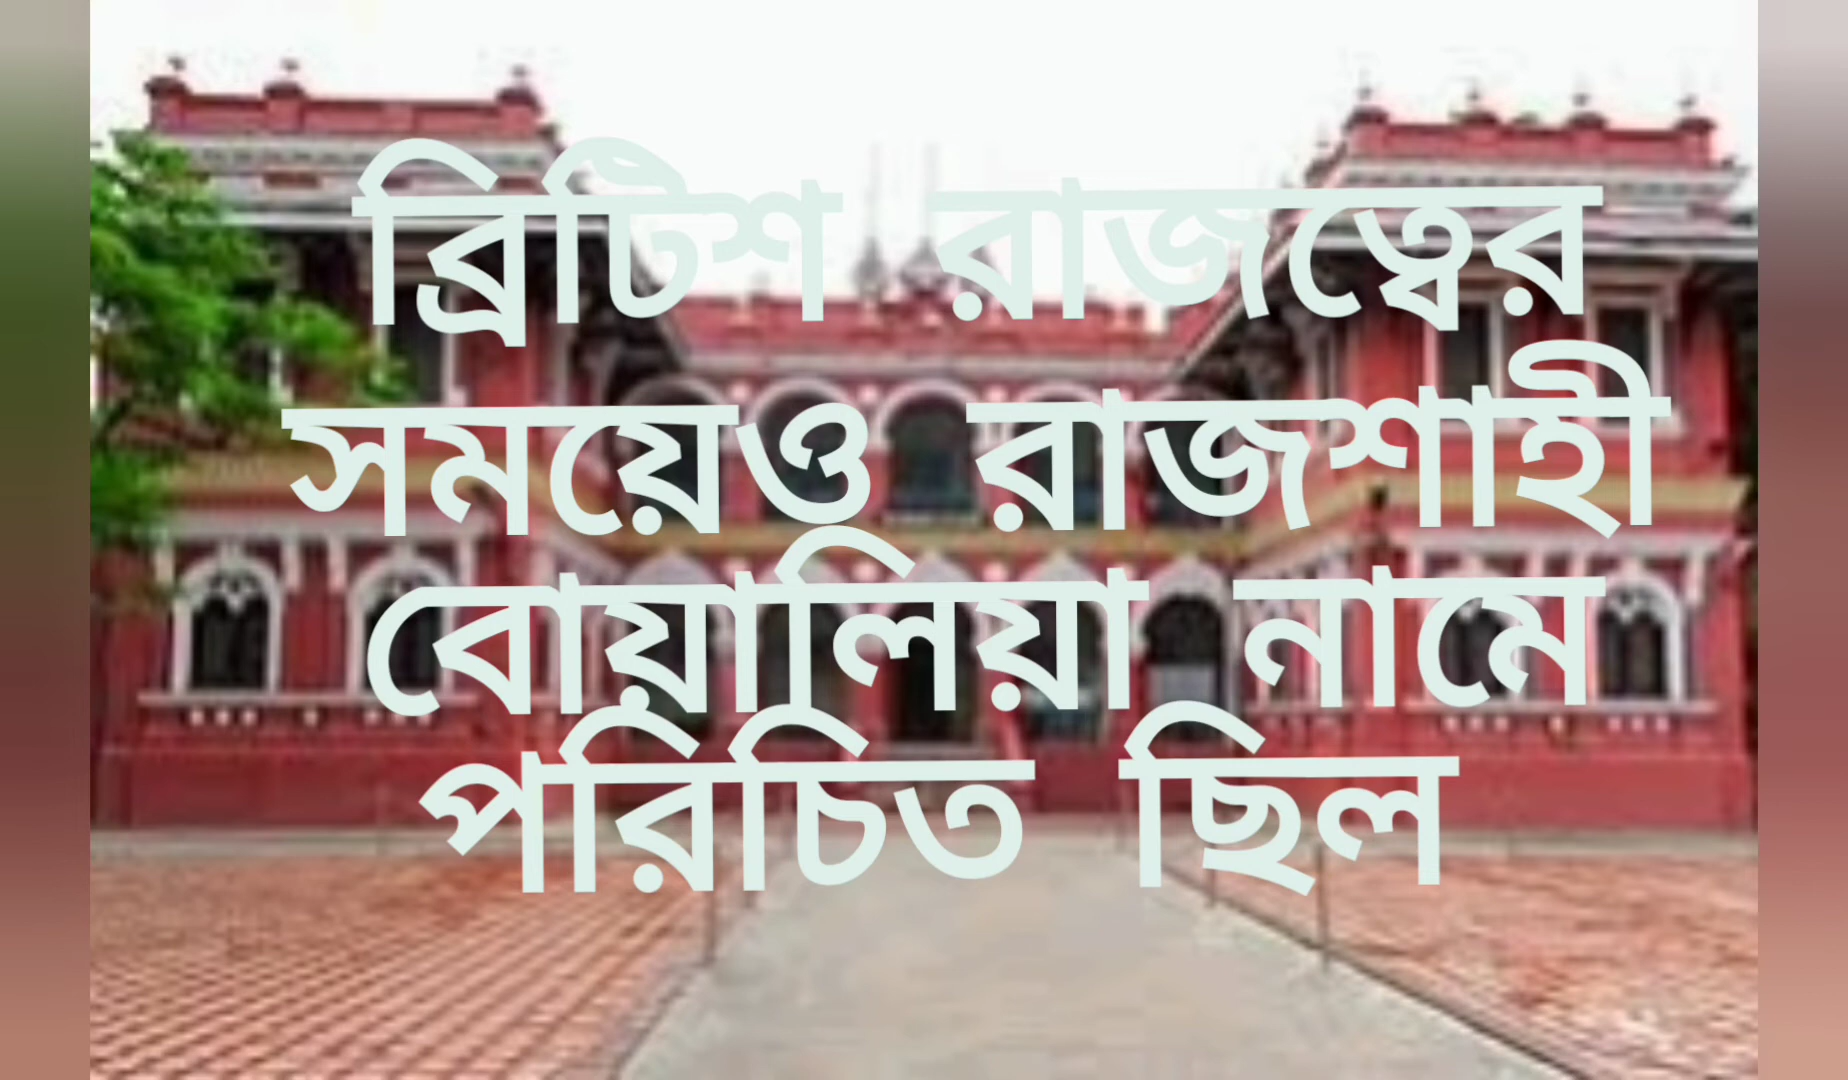 ব্রিটিশ রাজত্বের
সময়েও রাজশাহী
বোয়ালিয়া নামে
পরিচিত ছিল